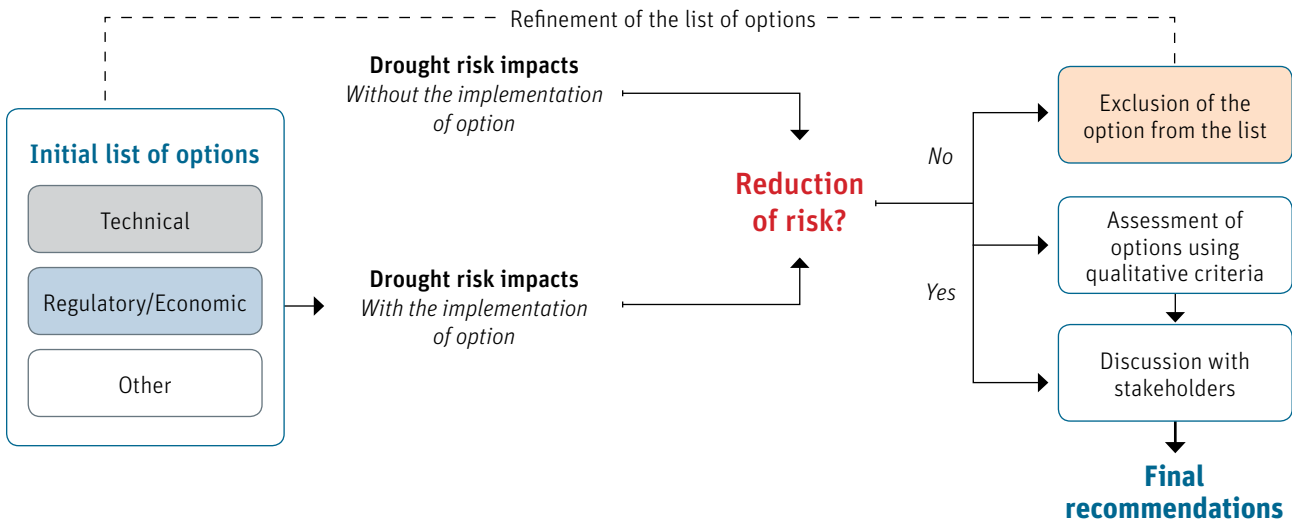 Refinement of the list of options
Initial list of options
Technical
Regulatory/Economic
Other
Drought risk impacts
Without the implementation
of option
Drought risk impacts
With the implementation
of option
Reduction
of risk?
No
Yes
Exclusion of the
option from the list
Assessment of
options using
qualitative criteria
Discussion with
stakeholders
Final
recommendations